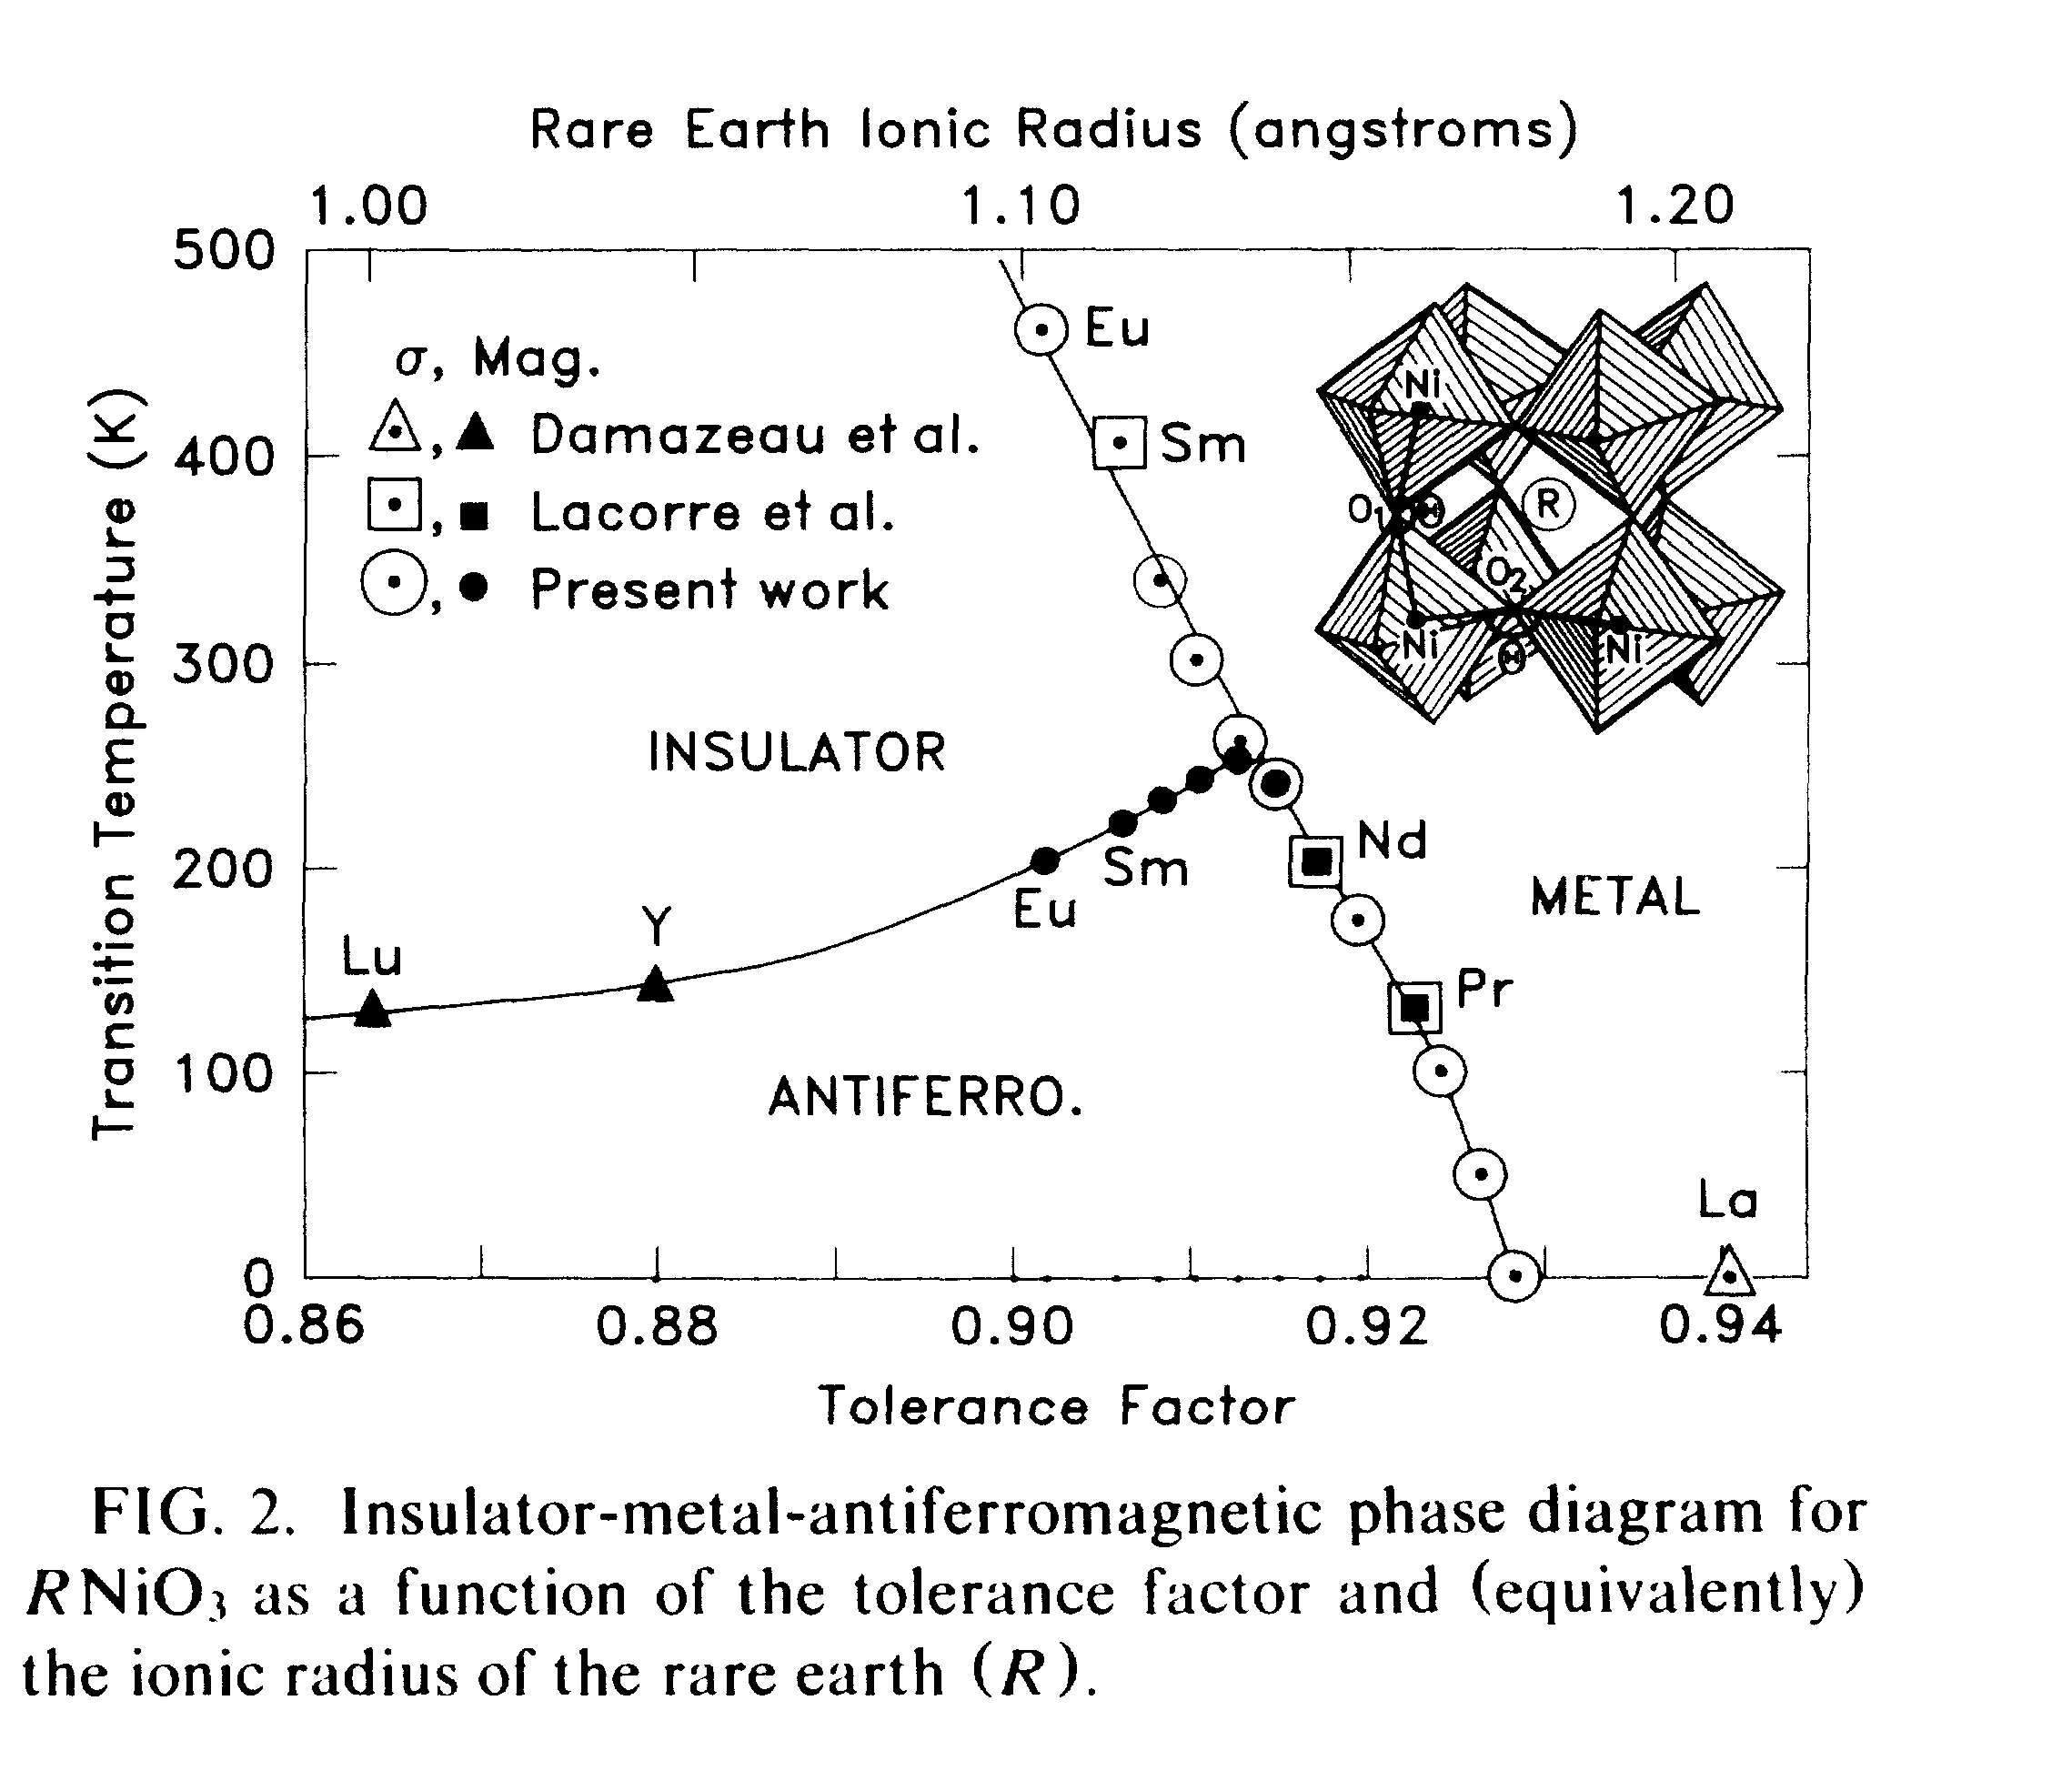 Rare Earth Ionic Radius (angstroms)
1.00 1.10 1.20
500
400
300
200
100
0
Transition Temperature (K)
σ, Mag.
, Damazeau et al.
, Lacorre et al.
, Present work
Eu
Sm
Ni
O₁ Θ
R
O₂
Ni Θ Ni
INSULATOR
Nd
Sm
Eu
METAL
Y
Lu
Pr
ANTIFERRO.
La
0.86 0.88 0.90 0.92 0.94
Tolerance Factor
FIG. 2. Insulator-metal-antiferromagnetic phase diagram for
RNiO₃ as a function of the tolerance factor and (equivalently)
the ionic radius of the rare earth (R).